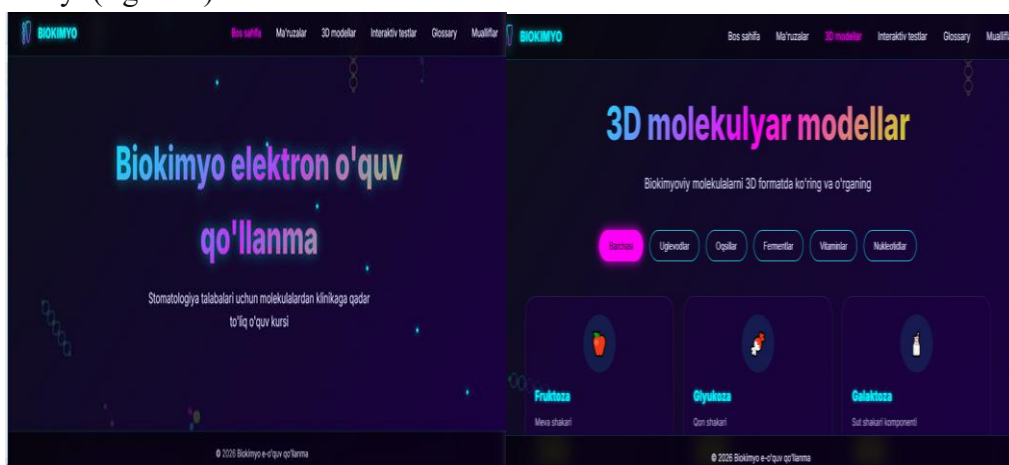 BIOKIMYO
Bos sahifa Ma'ruzalar 3D modellar Interaktiv testlar Glossary Mualliflar
Biokimyo elektron o'quv
qo'llanma
Stomatologiya talabalari uchun molekulalardan klinikaga qadar
to'liq o'quv kursi
© 2026 Biokimyo e-o'quv qo'llanma
BIOKIMYO
Bos sahifa Ma'ruzalar 3D modellar Interaktiv testlar Glossary
3D molekulyar modellar
Biokimyoviy molekulalarni 3D formatda ko'ring va o'rganing
Barchasi Uglevodlar Oqsillar Fermentlar Vitaminlar Nukleotidlar
Fruktoza Glyukoza Galaktoza
Meva shakari Qon shakari Sut shakari komponenti
© 2026 Biokimyo e-o'quv qo'llanma